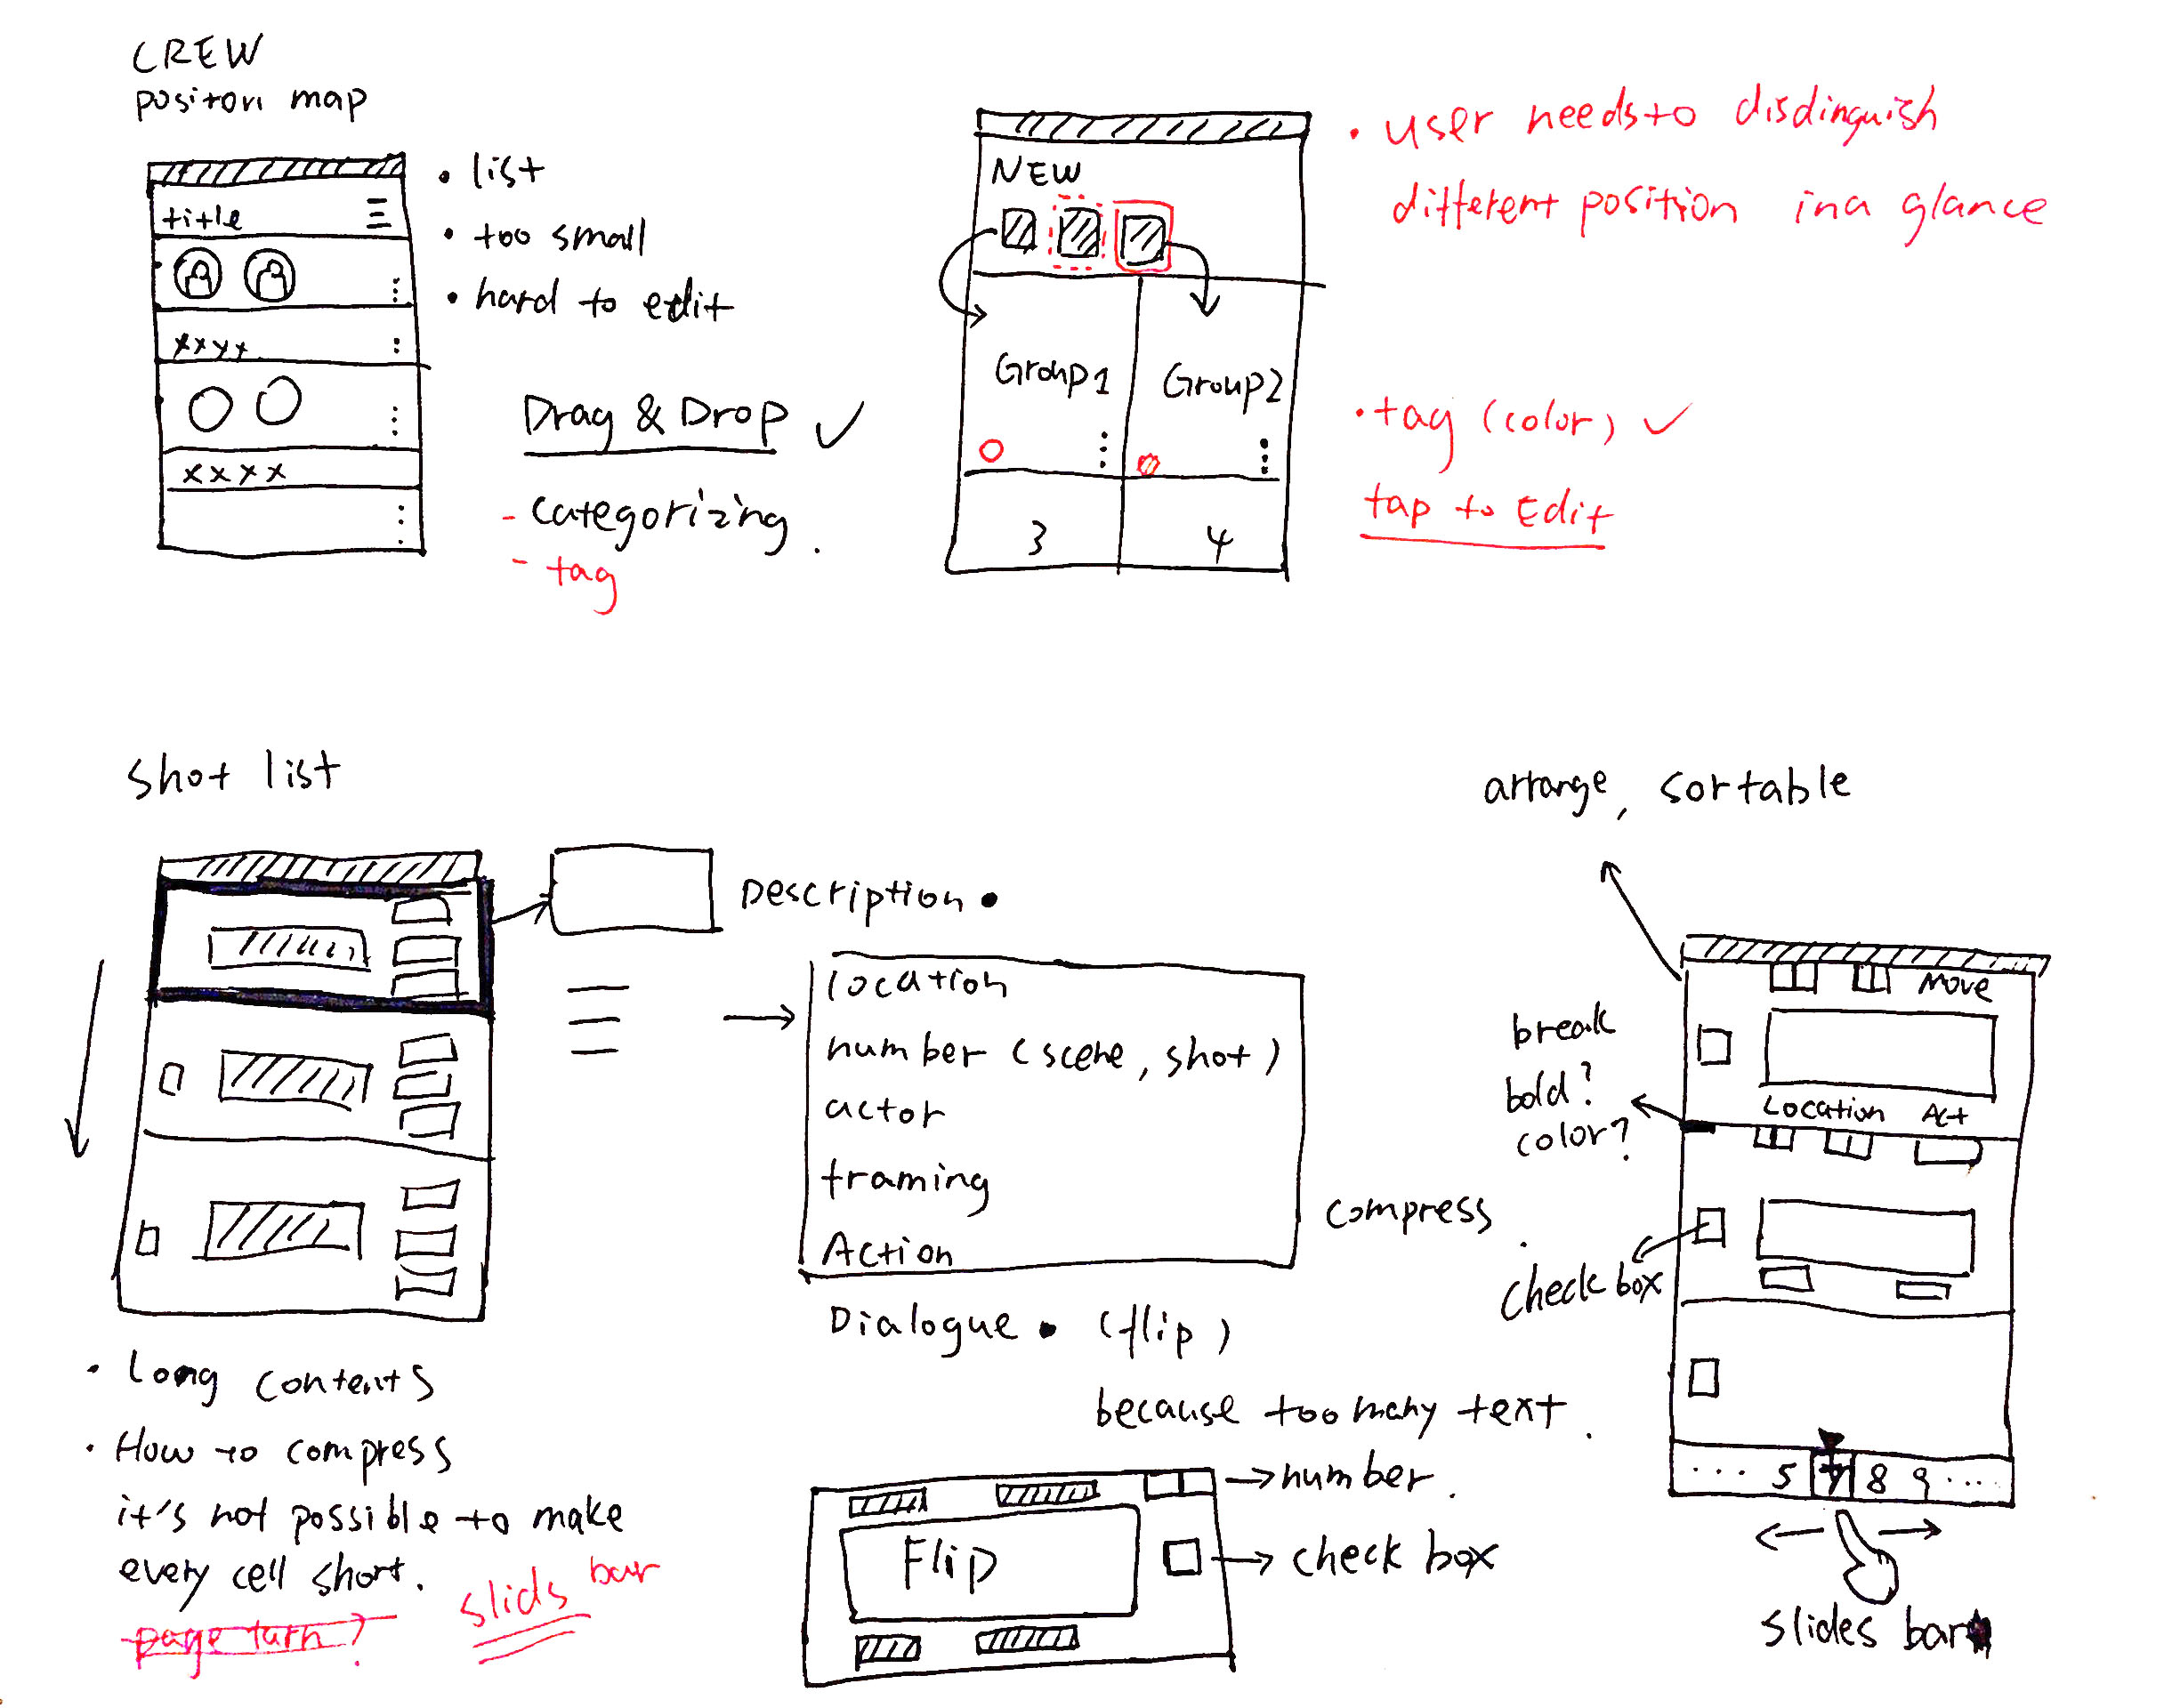 CREW
position map
title
xxyx
xxyx
• list
• too small
• hard to edit
Drag & Drop ✓
- categorizing.
- tag
NEW
Group1
Group2
3
4
• user needs to disdinguish
different position in a glance
• tag (color) ✓
tap to Edit
shot list
Description •
location
number (scene, shot)
actor
framing
Action
compress.
Dialogue • (flip)
because too many text.
• Long contents
• How to compress
it's not possible to make
every cell short.
page turn?
slids bar
Flip
→ number.
→ check box
arrange, sortable
Move
break
bold?
color?
Location Act
check box
.... 5 7 8 9 ....
slides bar